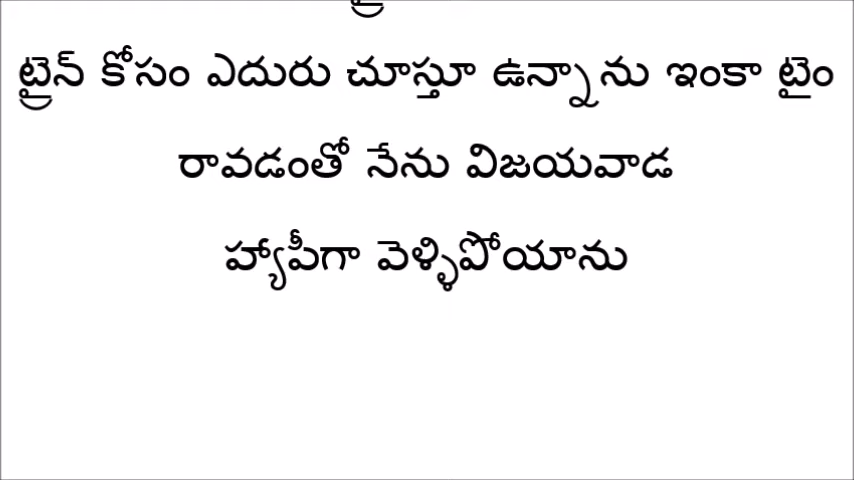 ట్రైన్ కోసం ఎదురు చూస్తూ ఉన్నాను ఇంకా టైం
రావడంతో నేను విజయవాడ
హ్యాపీగా వెళ్ళిపోయాను